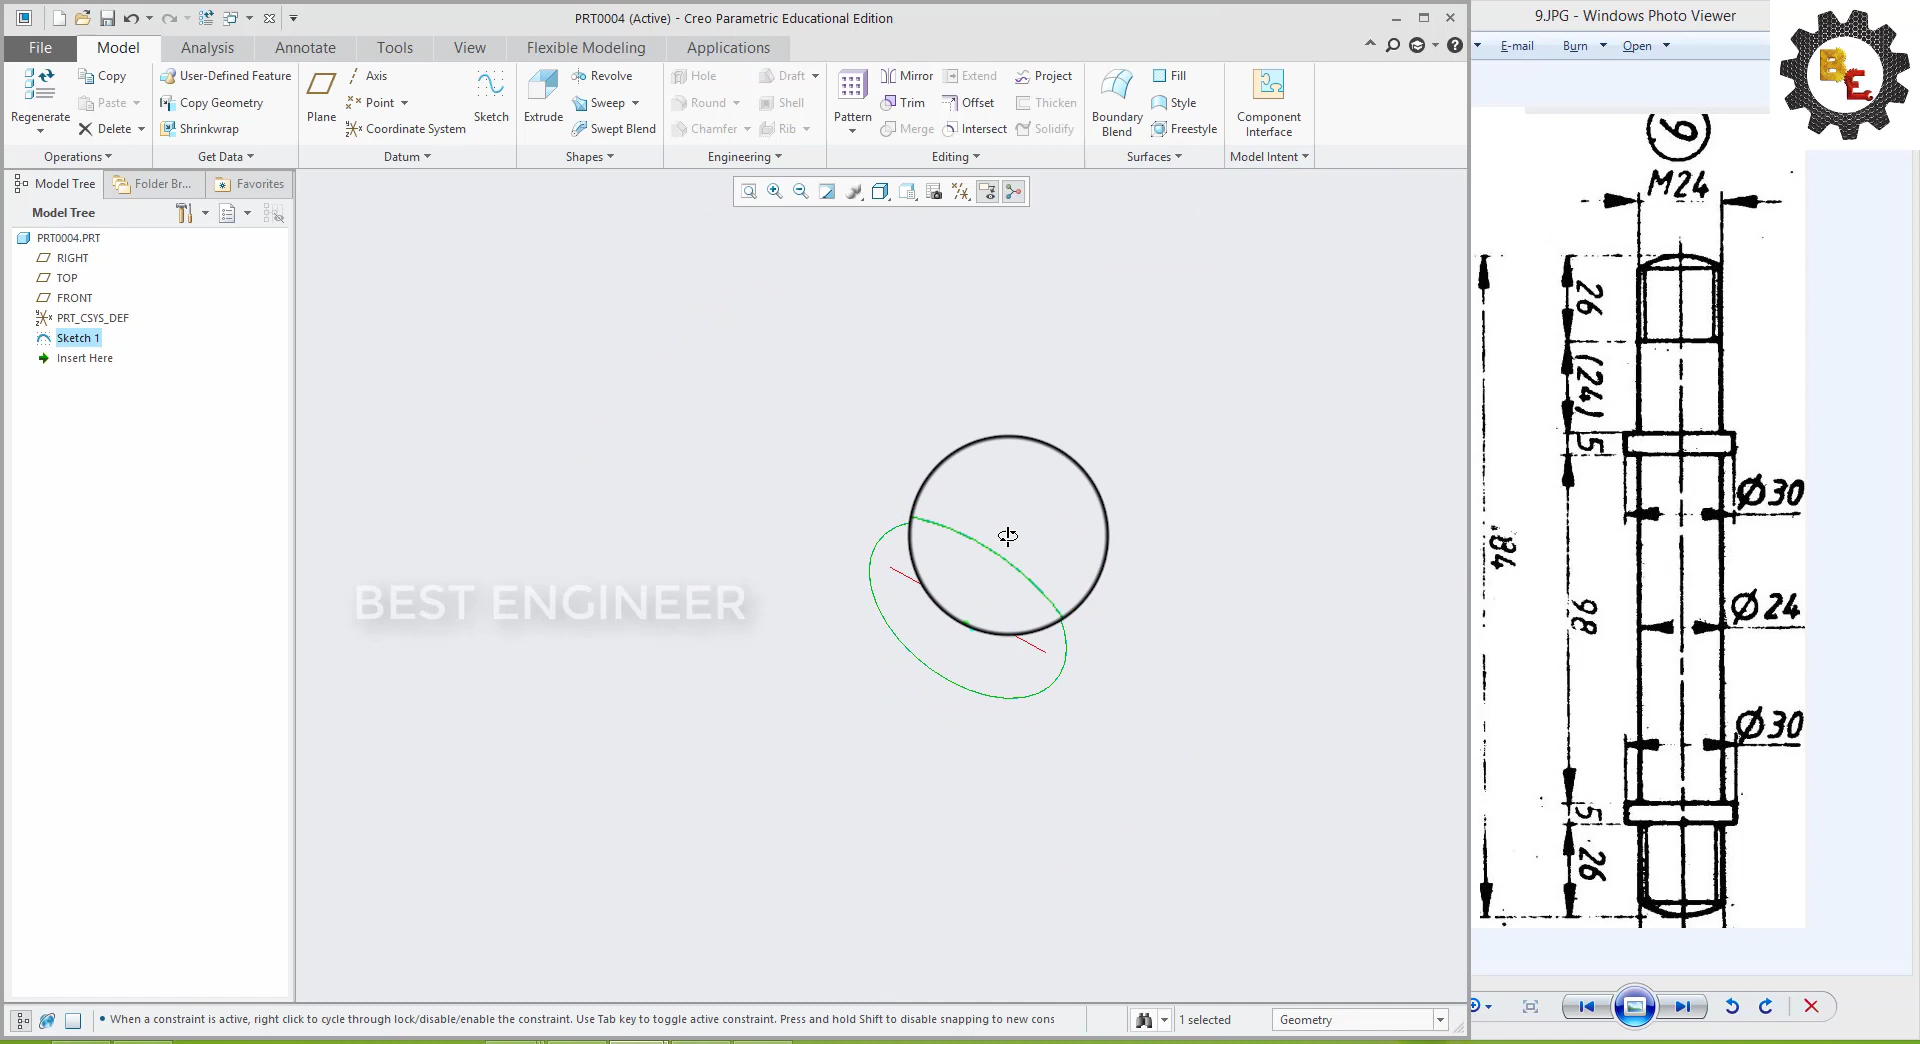 PRT0004 (Active) - Creo Parametric Educational Edition
9.JPG - Windows Photo Viewer
File Model Analysis Annotate Tools View Flexible Modeling Applications
E-mail Burn Open
BE
Regenerate
Copy
Paste
Delete
User-Defined Feature
Copy Geometry
Shrinkwrap
Plane
Axis
Point
Coordinate System
Sketch
Extrude
Revolve
Sweep
Swept Blend
Hole
Round
Chamfer
Draft
Shell
Rib
Pattern
Mirror
Trim
Merge
Extend
Offset
Intersect
Project
Thicken
Solidify
Boundary
Blend
Fill
Style
Freestyle
Component
Interface
Operations Get Data Datum Shapes Engineering Editing Surfaces Model Intent
Model Tree Folder Br... Favorites
Model Tree
PRT0004.PRT
RIGHT
TOP
FRONT
PRT_CSYS_DEF
Sketch 1
Insert Here
BEST ENGINEER
9
M24
26
(24)
5
Ø30
98
Ø24
Ø30
5
26
When a constraint is active, right click to cycle through lock/disable/enable the constraint. Use Tab key to toggle active constraint. Press and hold Shift to disable snapping to new cons
1 selected
Geometry